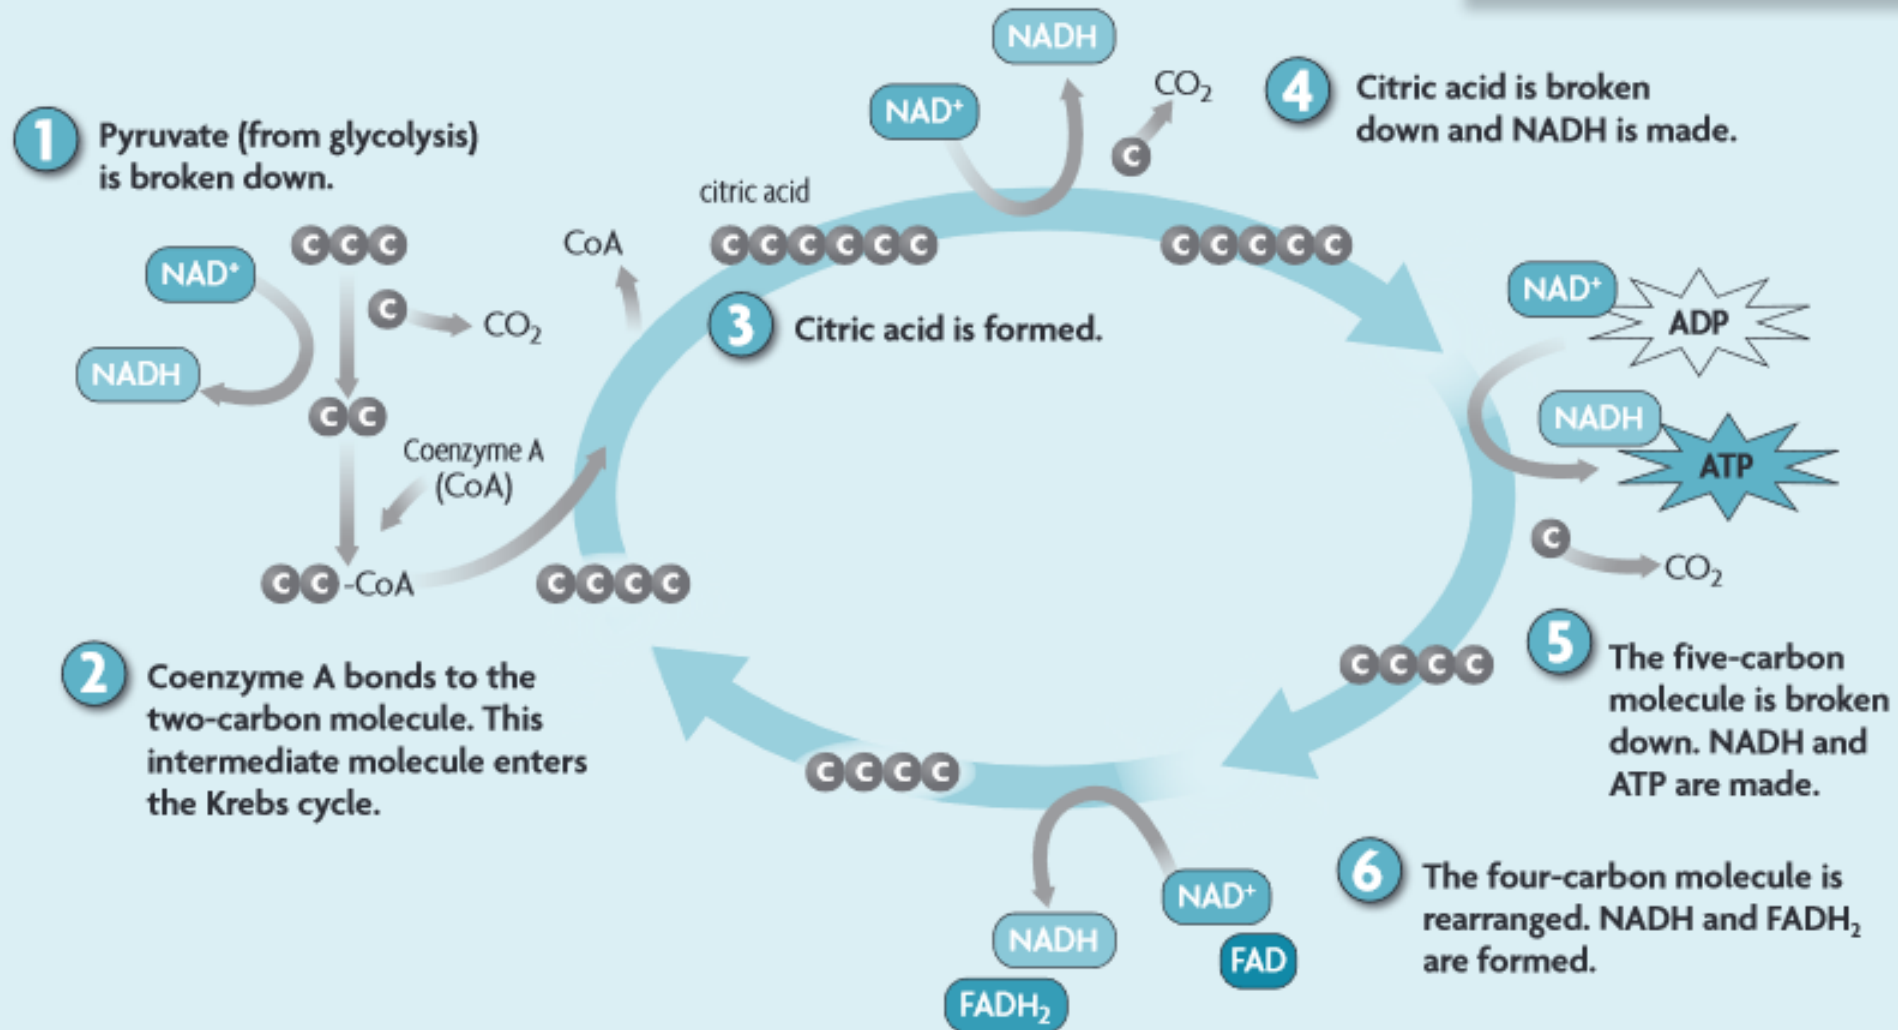 1
Pyruvate (from glycolysis)
is broken down.
C C C
NAD+
NADH
C
CO2
C C
Coenzyme A
(CoA)
C C -CoA
2
Coenzyme A bonds to the
two-carbon molecule. This
intermediate molecule enters
the Krebs cycle.
C C C C
CoA
3
Citric acid is formed.
citric acid
C C C C C C
NAD+
NADH
C
CO2
4
Citric acid is broken
down and NADH is made.
C C C C C
NAD+
ADP
NADH
ATP
C
CO2
5
The five-carbon
molecule is broken
down. NADH and
ATP are made.
C C C C
6
The four-carbon molecule is
rearranged. NADH and FADH2
are formed.
NAD+
FAD
NADH
FADH2
C C C C